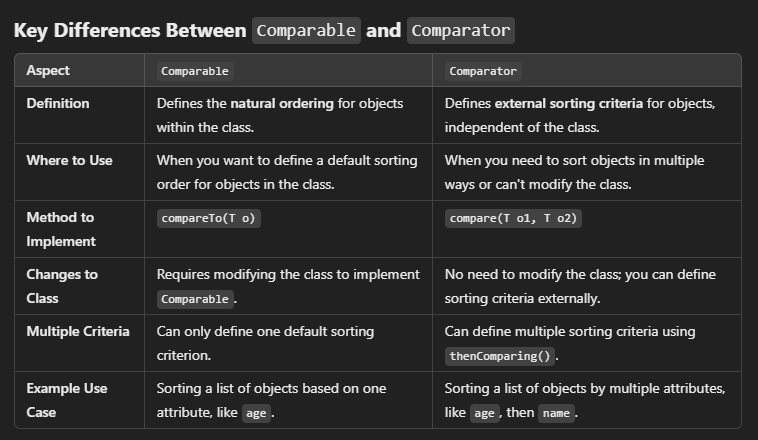 Key Differences Between Comparable and Comparator
Aspect Comparable Comparator
Definition Defines the natural ordering for objects Defines external sorting criteria for objects,
within the class. independent of the class.
Where to Use When you want to define a default sorting When you need to sort objects in multiple
order for objects in the class. ways or can't modify the class.
Method to compareTo(T o) compare(T o1, T o2)
Implement
Changes to Requires modifying the class to implement No need to modify the class; you can define
Class Comparable. sorting criteria externally.
Multiple Criteria Can only define one default sorting Can define multiple sorting criteria using
criterion. thenComparing().
Example Use Sorting a list of objects based on one Sorting a list of objects by multiple attributes,
Case attribute, like age. like age, then name.